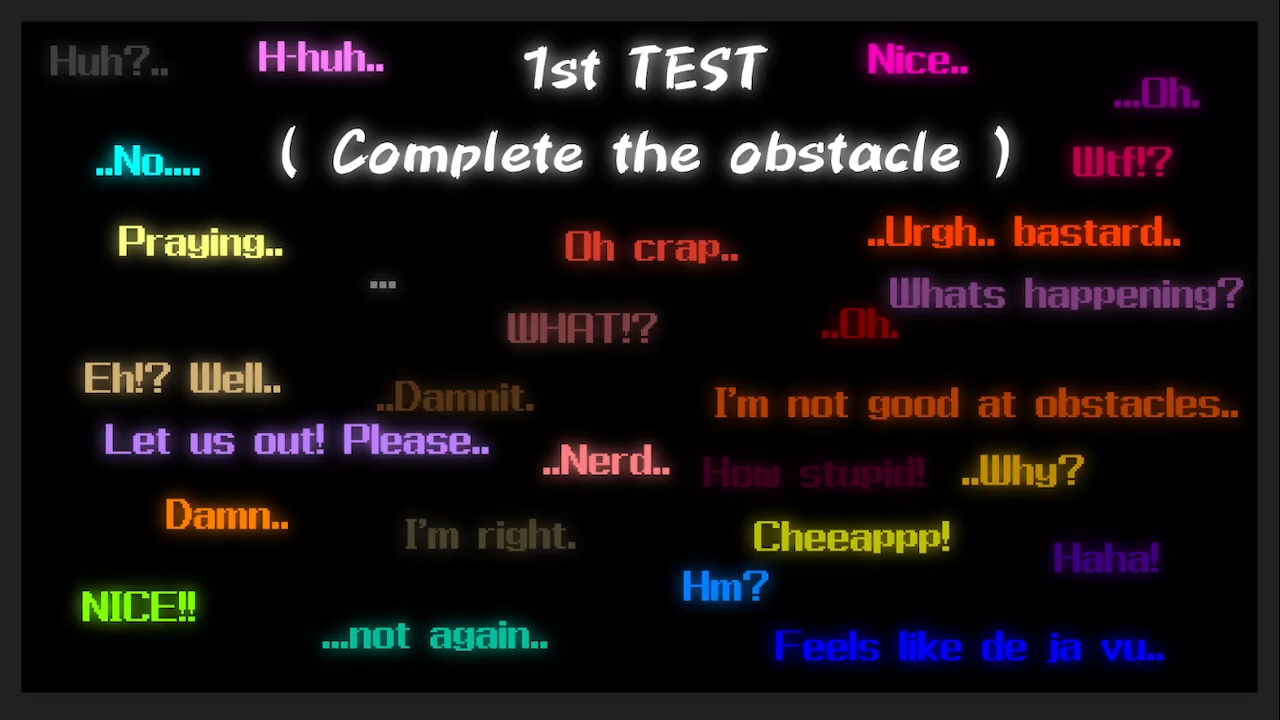 Huh?..
H-huh..
1st TEST
Nice..
...Oh.
..No....
( Complete the obstacle )
Wtf!?
Praying..
Oh crap..
..Urgh.. bastard..
...
Whats happening?
WHAT!?
..Oh.
Eh!? Well..
..Damnit.
I'm not good at obstacles..
Let us out! Please..
..Nerd..
How stupid!
..Why?
Damn..
I'm right.
Cheeappp!
Haha!
Hm?
NICE!!
...not again..
Feels like de ja vu..